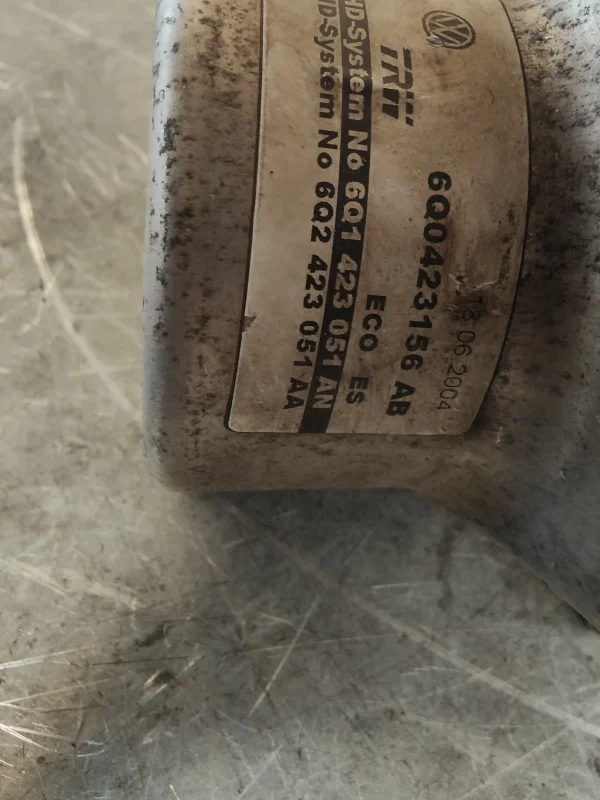 18.06.2004
TRW
6Q0423156 AB
ECO ES
HD-System No 6Q1 423 051 AN
HD-System No 6Q2 423 051 AA